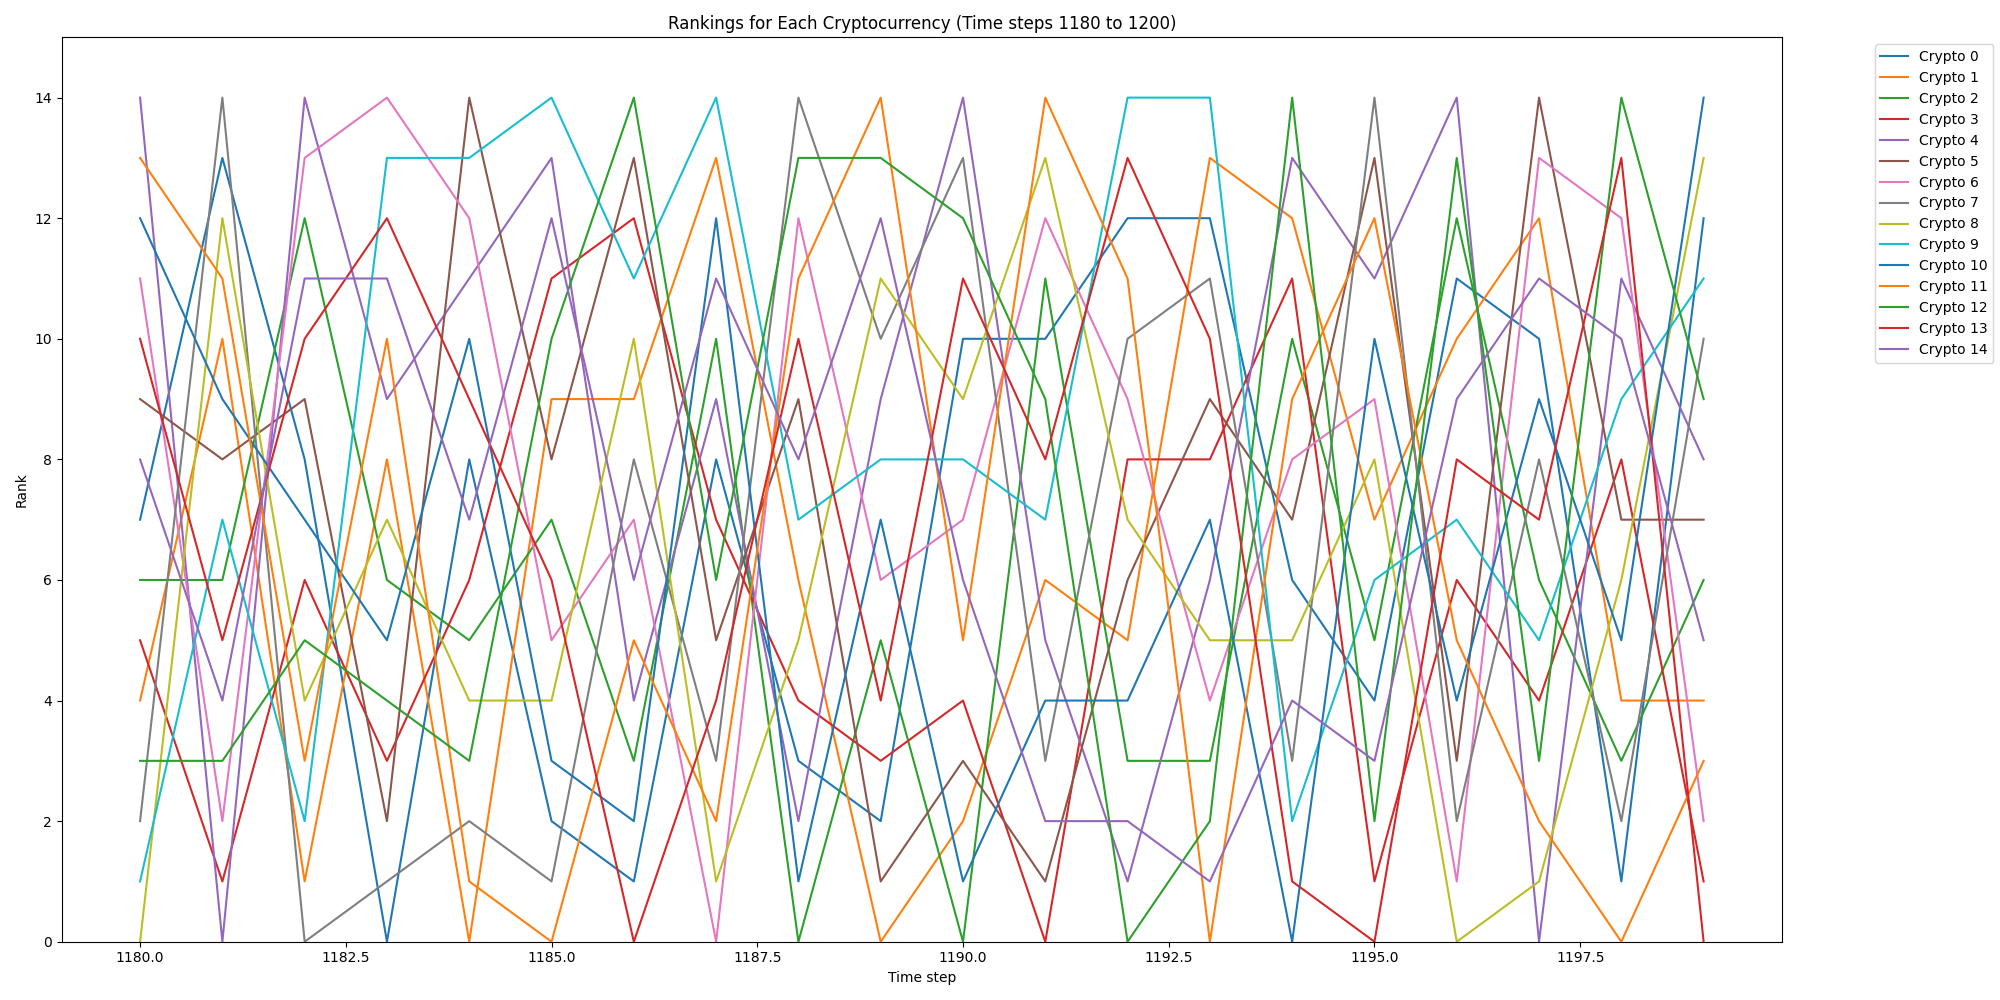 Rankings for Each Cryptocurrency (Time steps 1180 to 1200)
Rank
14
12
10
8
6
4
2
0
1180.0 1182.5 1185.0 1187.5 1190.0 1192.5 1195.0 1197.5
Time step
Crypto 0
Crypto 1
Crypto 2
Crypto 3
Crypto 4
Crypto 5
Crypto 6
Crypto 7
Crypto 8
Crypto 9
Crypto 10
Crypto 11
Crypto 12
Crypto 13
Crypto 14